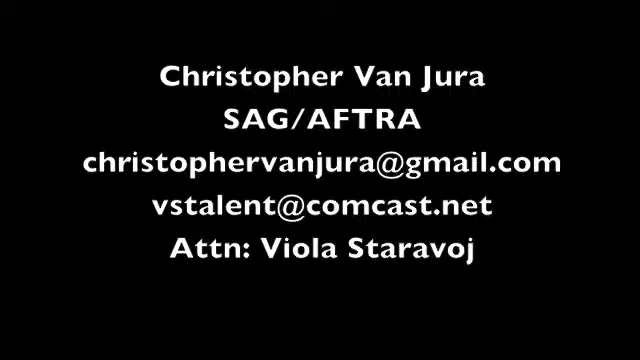 Christopher Van Jura
SAG/AFTRA
christophervanjura@gmail.com
vstalent@comcast.net
Attn: Viola Staravoj